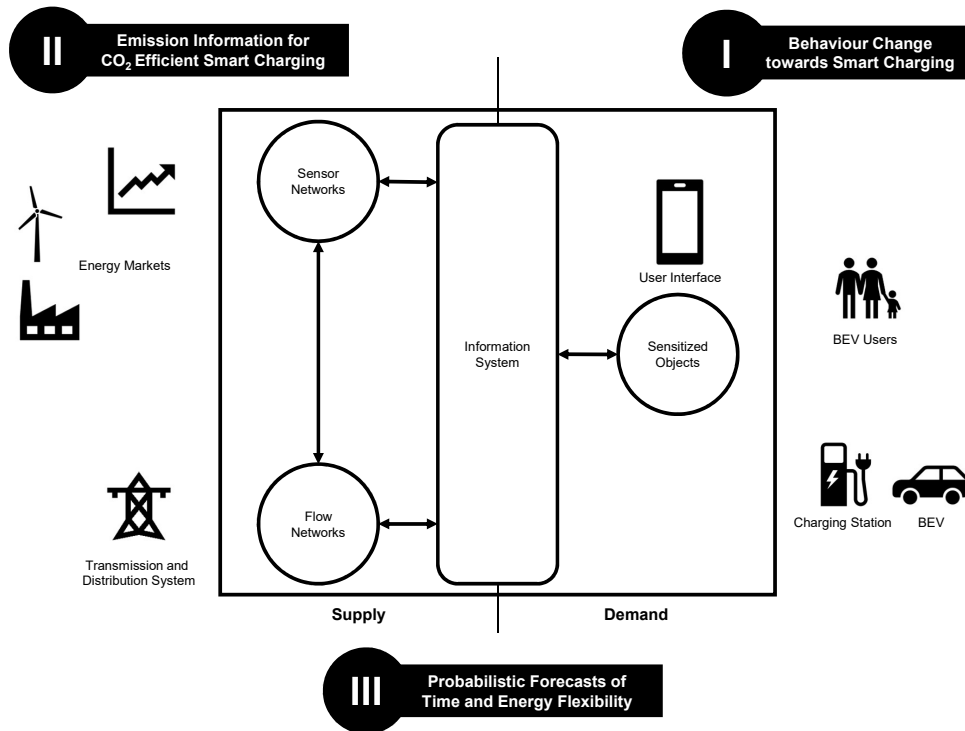 II
Emission Information for
CO₂ Efficient Smart Charging
I
Behaviour Change
towards Smart Charging
Sensor
Networks
Energy Markets
User Interface
Information
System
Sensitized
Objects
BEV Users
Flow
Networks
Charging Station
BEV
Transmission and
Distribution System
Supply
Demand
III
Probabilistic Forecasts of
Time and Energy Flexibility